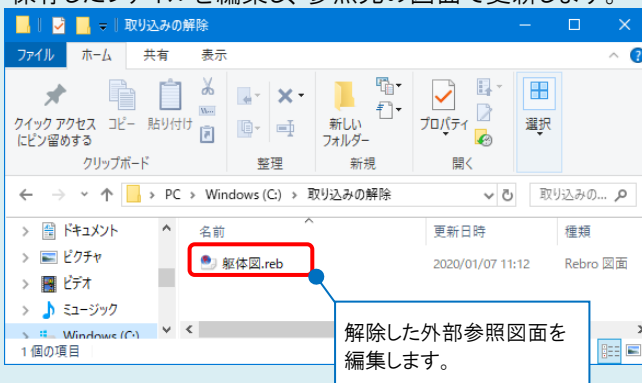 保存したファイルを編集し、参照元の図面で更新します。
取り込みの解除
ファイル ホーム 共有 表示
クイック アクセス にピン留めする
コピー
貼り付け
新しい フォルダー
プロパティ
選択
クリップボード 整理 新規 開く
PC > Windows (C:) > 取り込みの解除
取り込みの...
ドキュメント
ピクチャ
ビデオ
ミュージック
Windows (C:)
名前 更新日時 種類
躯体図.reb 2020/01/07 11:12 Rebro 図面
解除した外部参照図面を
編集します。
1 個の項目